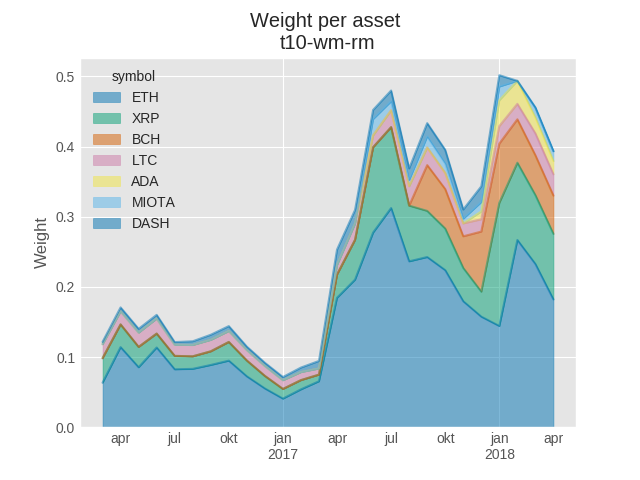 Weight per asset
t10-wm-rm
symbol
ETH
XRP
BCH
LTC
ADA
MIOTA
DASH
Weight
0.5
0.4
0.3
0.2
0.1
0.0
apr jul okt jan apr jul okt jan apr
2017 2018